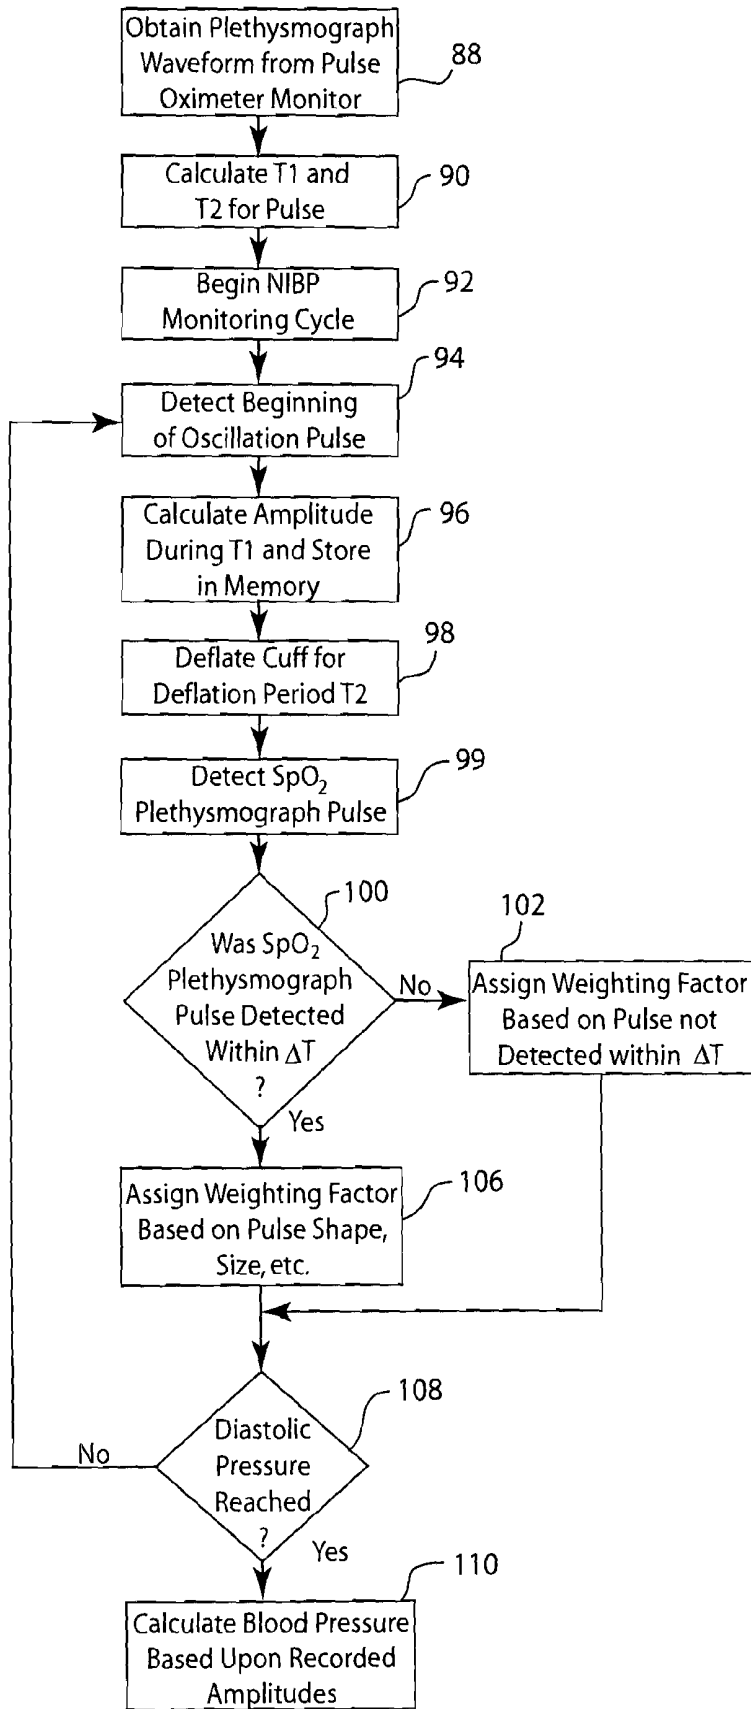 Obtain Plethysmograph
Waveform from Pulse
Oximeter Monitor
88
Calculate T1 and
T2 for Pulse
90
Begin NIBP
Monitoring Cycle
92
94
Detect Beginning
of Oscillation Pulse
Calculate Amplitude
During T1 and Store
in Memory
96
98
Deflate Cuff for
Deflation Period T2
99
Detect SpO₂
Plethysmograph Pulse
100
Was SpO₂
Plethysmograph
Pulse Detected
Within ΔT
?
No
102
Assign Weighting Factor
Based on Pulse not
Detected within ΔT
Yes
106
Assign Weighting Factor
Based on Pulse Shape,
Size, etc.
108
Diastolic
Pressure
Reached
?
No
Yes
110
Calculate Blood Pressure
Based Upon Recorded
Amplitudes